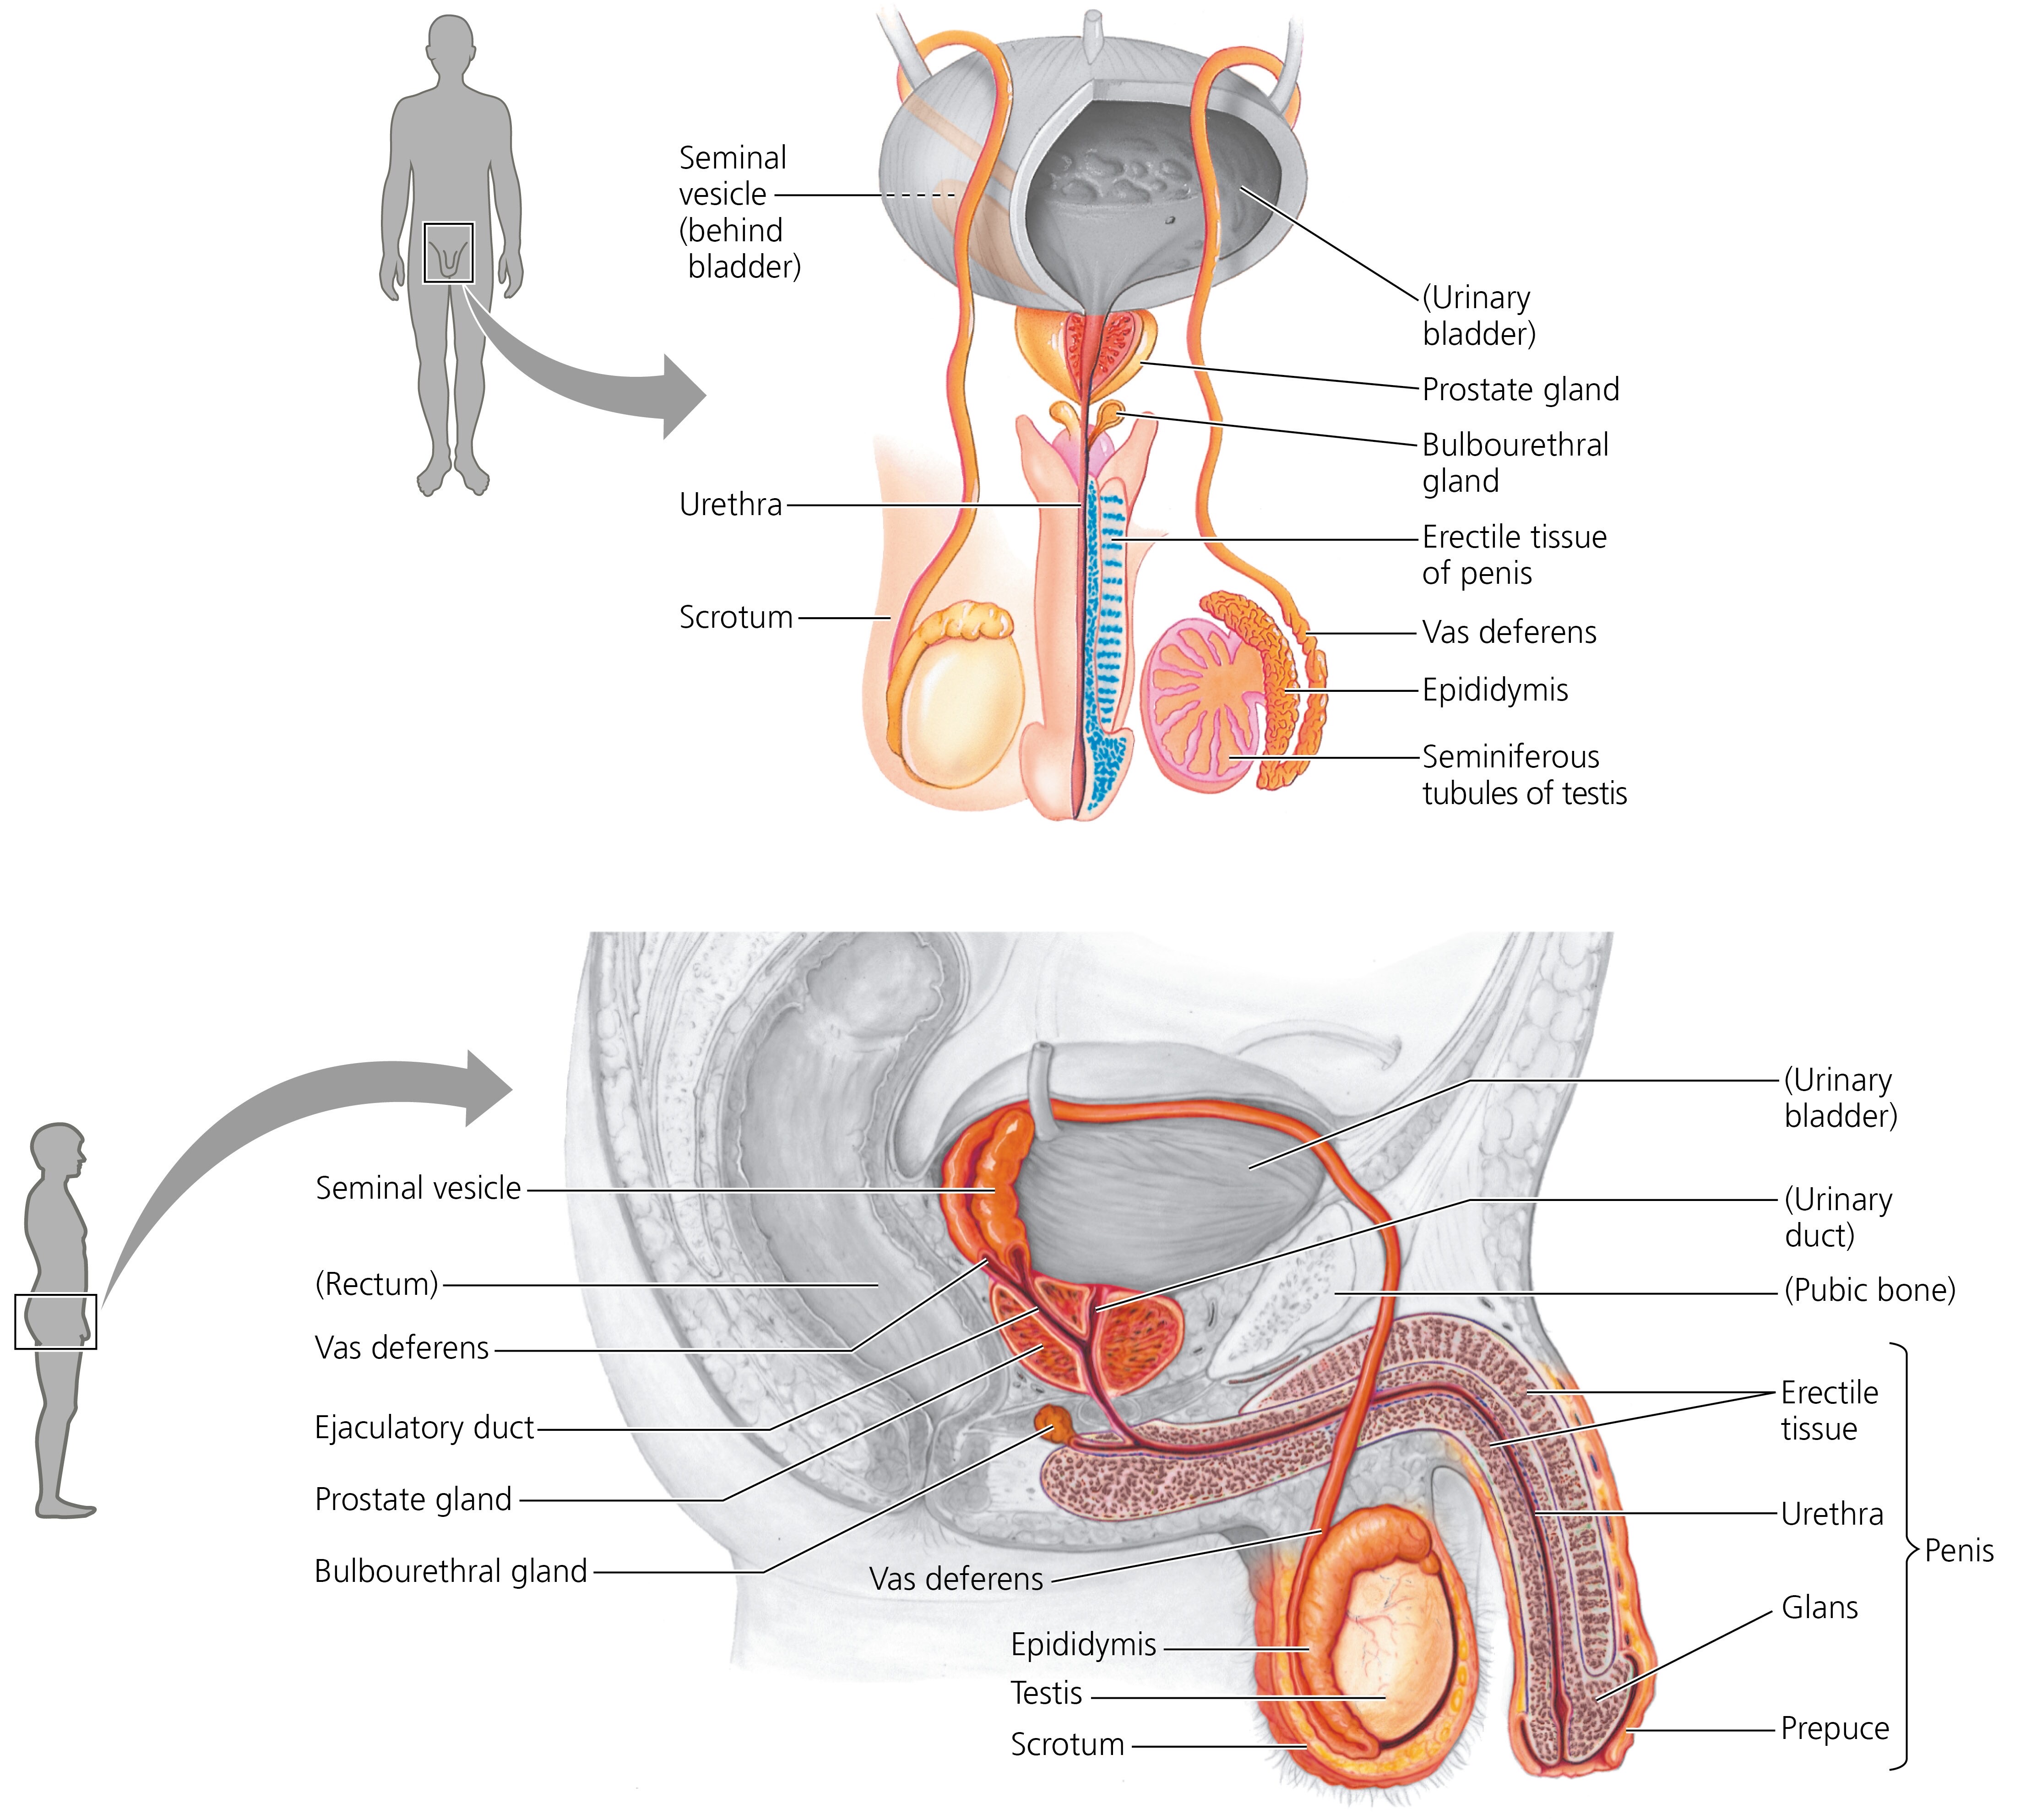 Seminal
vesicle
(behind
bladder)
Urethra
Scrotum
(Urinary
bladder)
Prostate gland
Bulbourethral
gland
Erectile tissue
of penis
Vas deferens
Epididymis
Seminiferous
tubules of testis
Seminal vesicle
(Rectum)
Vas deferens
Ejaculatory duct
Prostate gland
Bulbourethral gland
Vas deferens
Epididymis
Testis
Scrotum
(Urinary
bladder)
(Urinary
duct)
(Pubic bone)
Erectile
tissue
Urethra
Glans
Prepuce
Penis